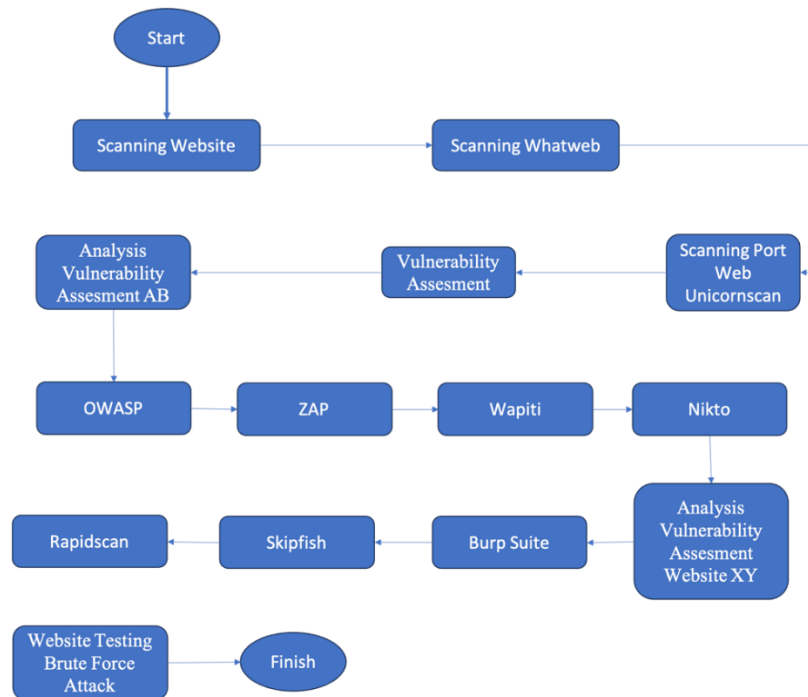 Start
Scanning Website
Scanning Whatweb
Scanning Port
Web
Unicornscan
Vulnerability
Assesment
Analysis
Vulnerability
Assesment AB
OWASP
ZAP
Wapiti
Nikto
Analysis
Vulnerability
Assesment
Website XY
Burp Suite
Skipfish
Rapidscan
Website Testing
Brute Force
Attack
Finish